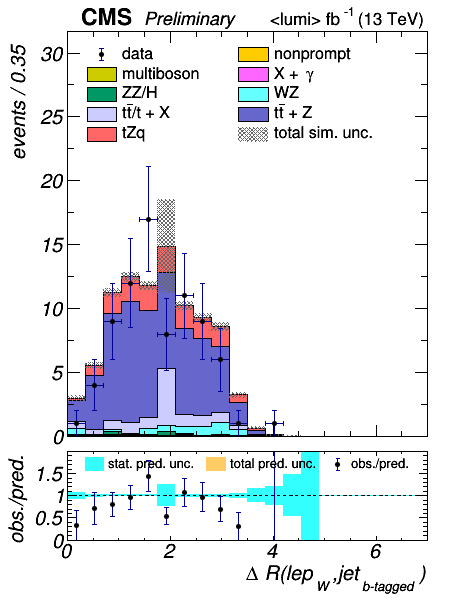 CMS Preliminary <lumi> fb⁻¹ (13 TeV)
events / 0.35
30
25
20
15
10
5
0
data
nonprompt
multiboson
X + γ
ZZ/H
WZ
tt̄/t + X
tt̄ + Z
tZq
total sim. unc.
obs./pred.
1.5
1
0.5
0
stat. pred. unc.
total pred. unc.
obs./pred.
0 2 4 6
Δ R(lep_W,jet_b-tagged)